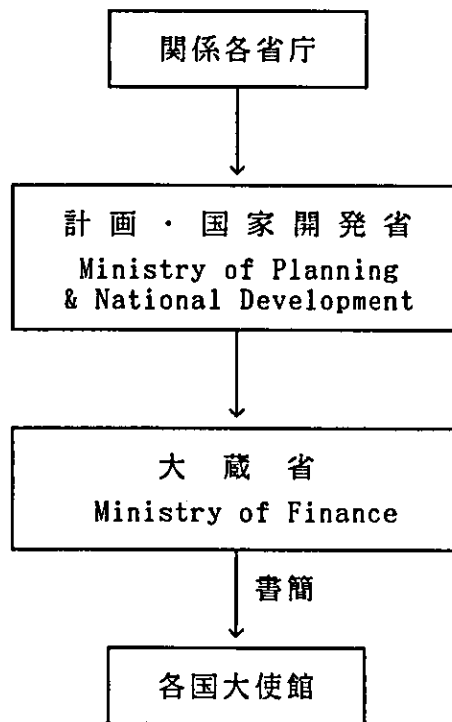 関係各省庁
計画・国家開発省
Ministry of Planning
& National Development
大蔵省
Ministry of Finance
書簡
各国大使館